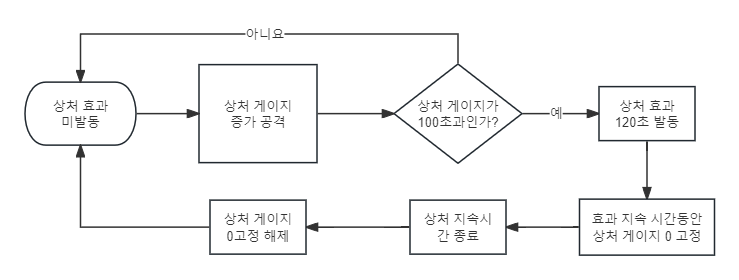 아니요
상처 효과
미발동
상처 게이지
증가 공격
상처 게이지가
100초과인가?
예
상처 효과
120초 발동
효과 지속 시간동안
상처 게이지 0 고정
상처 지속시
간 종료
상처 게이지
0고정 해제